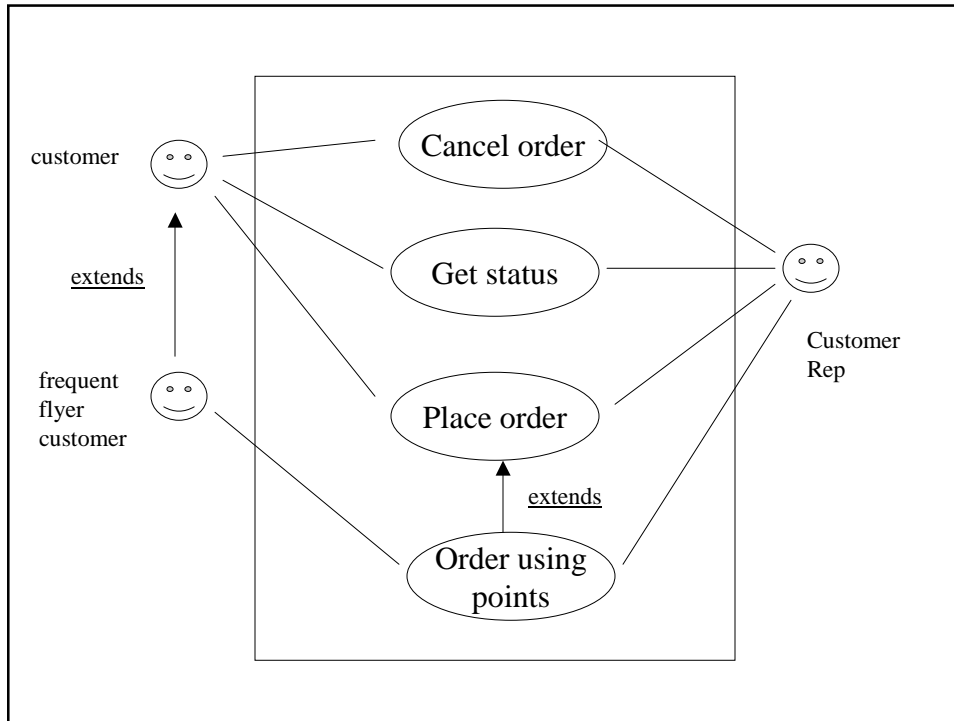 Cancel order
customer
Get status
extends
Customer
Rep
frequent
flyer
customer
Place order
extends
Order using
points